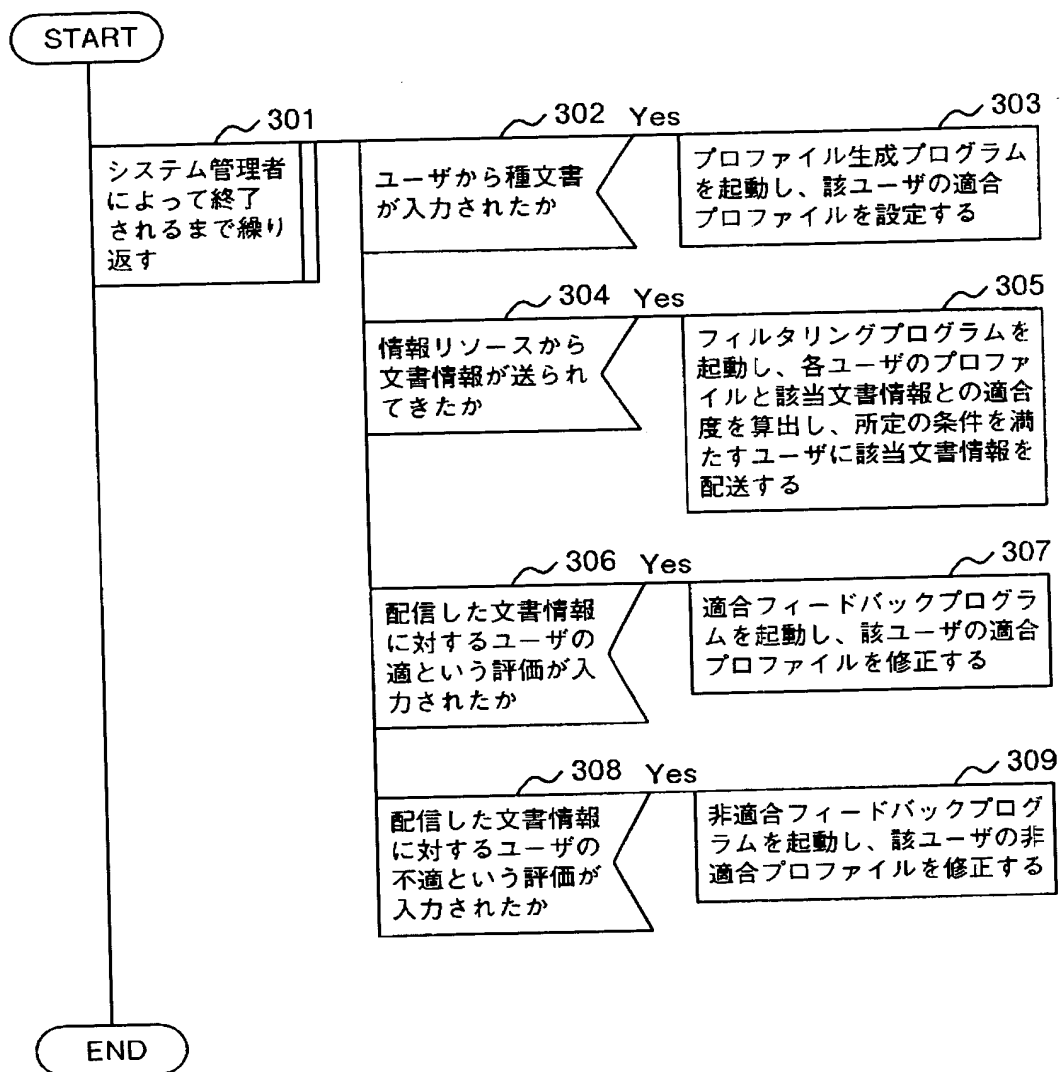 START
301
システム管理者
によって終了
されるまで繰り
返す
302 Yes
ユーザから種文書
が入力されたか
303
プロファイル生成プログラム
を起動し、該ユーザの適合
プロファイルを設定する
304 Yes
情報リソースから
文書情報が送られ
てきたか
305
フィルタリングプログラムを
起動し、各ユーザのプロファ
イルと該当文書情報との適合
度を算出し、所定の条件を満
たすユーザに該当文書情報を
配送する
306 Yes
配信した文書情報
に対するユーザの
適という評価が入
力されたか
307
適合フィードバックプログラ
ムを起動し、該ユーザの適合
プロファイルを修正する
308 Yes
配信した文書情報
に対するユーザの
不適という評価が
入力されたか
309
非適合フィードバックプログ
ラムを起動し、該ユーザの非
適合プロファイルを修正する
END